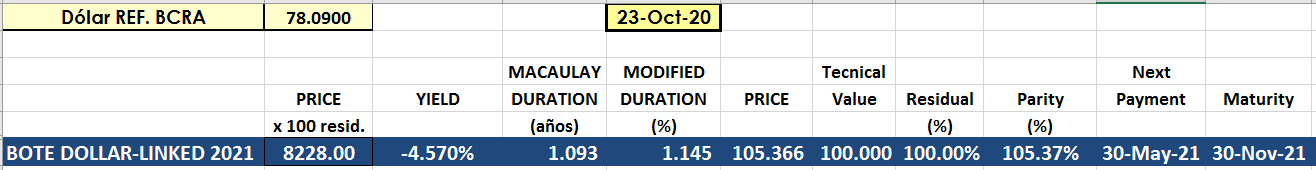 Dólar REF. BCRA 78.0900 23-Oct-20
MACAULAY MODIFIED Tecnical Next
PRICE YIELD DURATION DURATION PRICE Value Residual Parity Payment Maturity
x 100 resid. (años) (%) (%) (%)
BOTE DOLLAR-LINKED 2021 8228.00 -4.570% 1.093 1.145 105.366 100.000 100.00% 105.37% 30-May-21 30-Nov-21